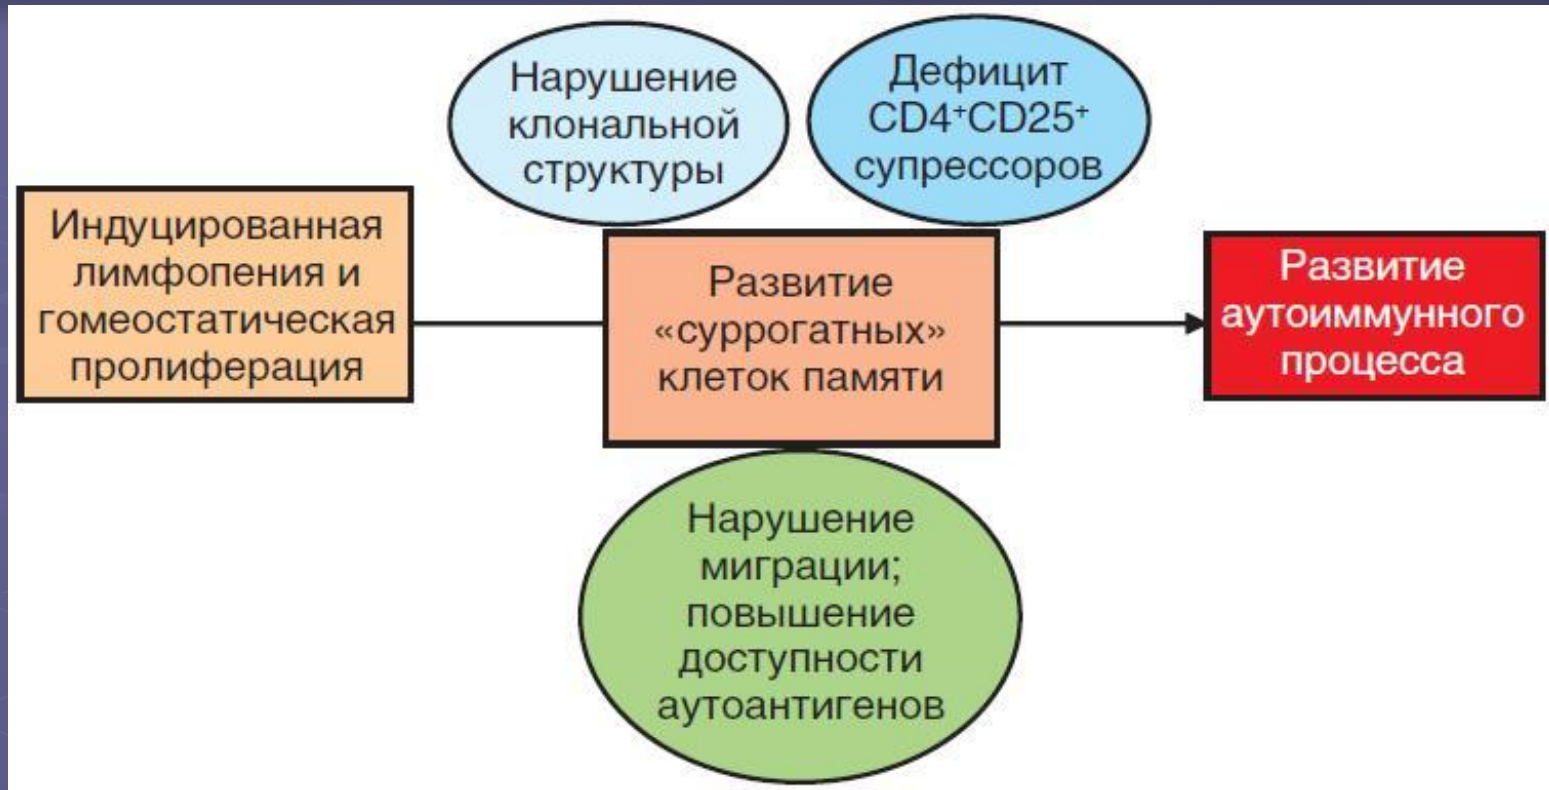 Нарушение
клональной
структуры
Дефицит
CD4⁺CD25⁺
супрессоров
Индуцированная
лимфопения и
гомеостатическая
пролиферация
Развитие
«суррогатных»
клеток памяти
Развитие
аутоиммунного
процесса
Нарушение
миграции;
повышение
доступности
аутоантигенов